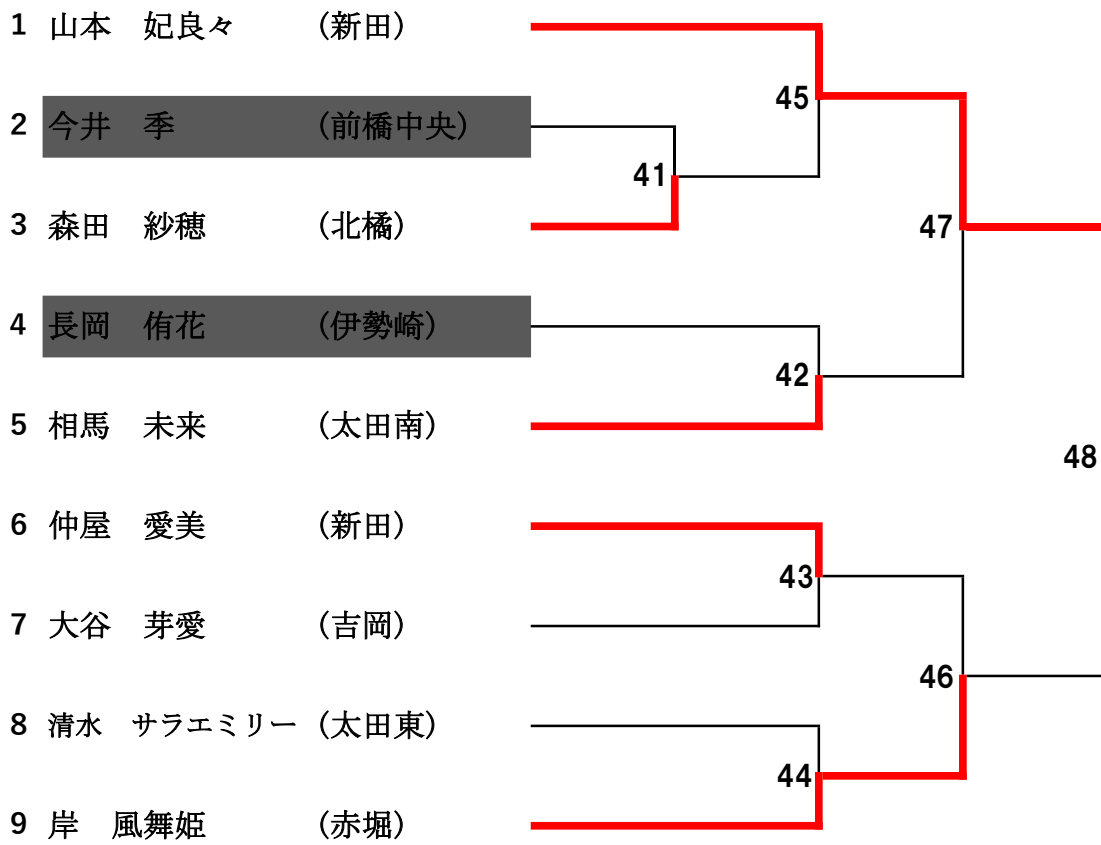 1 山本　妃良々 （新田）
45
2 今井　季 （前橋中央）
41
3 森田　紗穂 （北橘）
47
4 長岡　侑花 （伊勢崎）
42
5 相馬　未来 （太田南）
48
6 仲屋　愛美 （新田）
43
7 大谷　芽愛 （吉岡）
46
8 清水　サラエミリー （太田東）
44
9 岸　風舞姫 （赤堀）